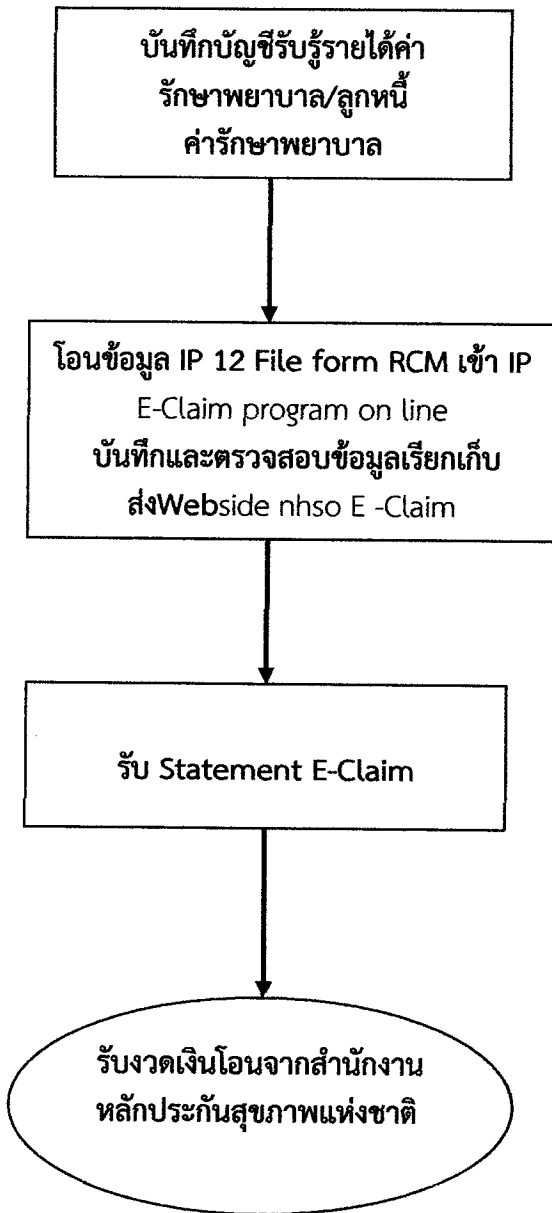 บันทึกบัญชีรับรู้รายได้ค่า
รักษาพยาบาล/ลูกหนี้
ค่ารักษาพยาบาล
โอนข้อมูล IP 12 File form RCM เข้า IP
E-Claim program on line
บันทึกและตรวจสอบข้อมูลเรียกเก็บ
ส่งWebside nhso E -Claim
รับ Statement E-Claim
รับงวดเงินโอนจากสำนักงาน
หลักประกันสุขภาพแห่งชาติ